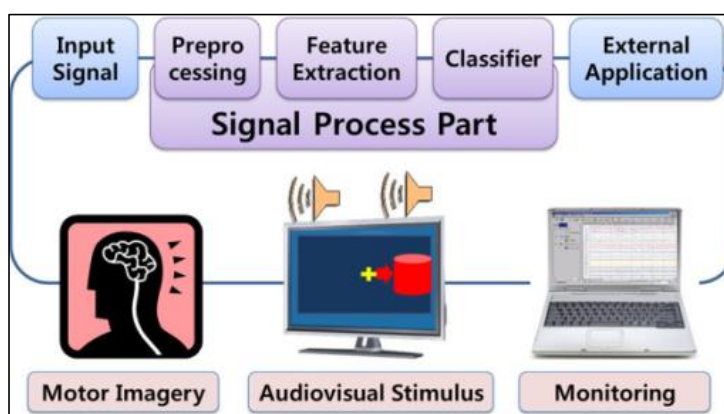 Input
Signal
Prepro
cessing
Feature
Extraction
Classifier
External
Application
Signal Process Part
Motor Imagery
Audiovisual Stimulus
Monitoring